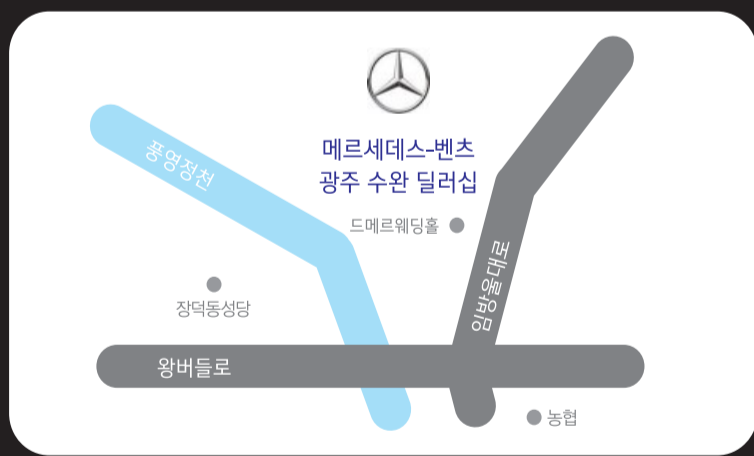 풍영정천
메르세데스-벤츠
광주 수완 딜러십
드메르웨딩홀
임방울대로
장덕동성당
왕버들로
농협